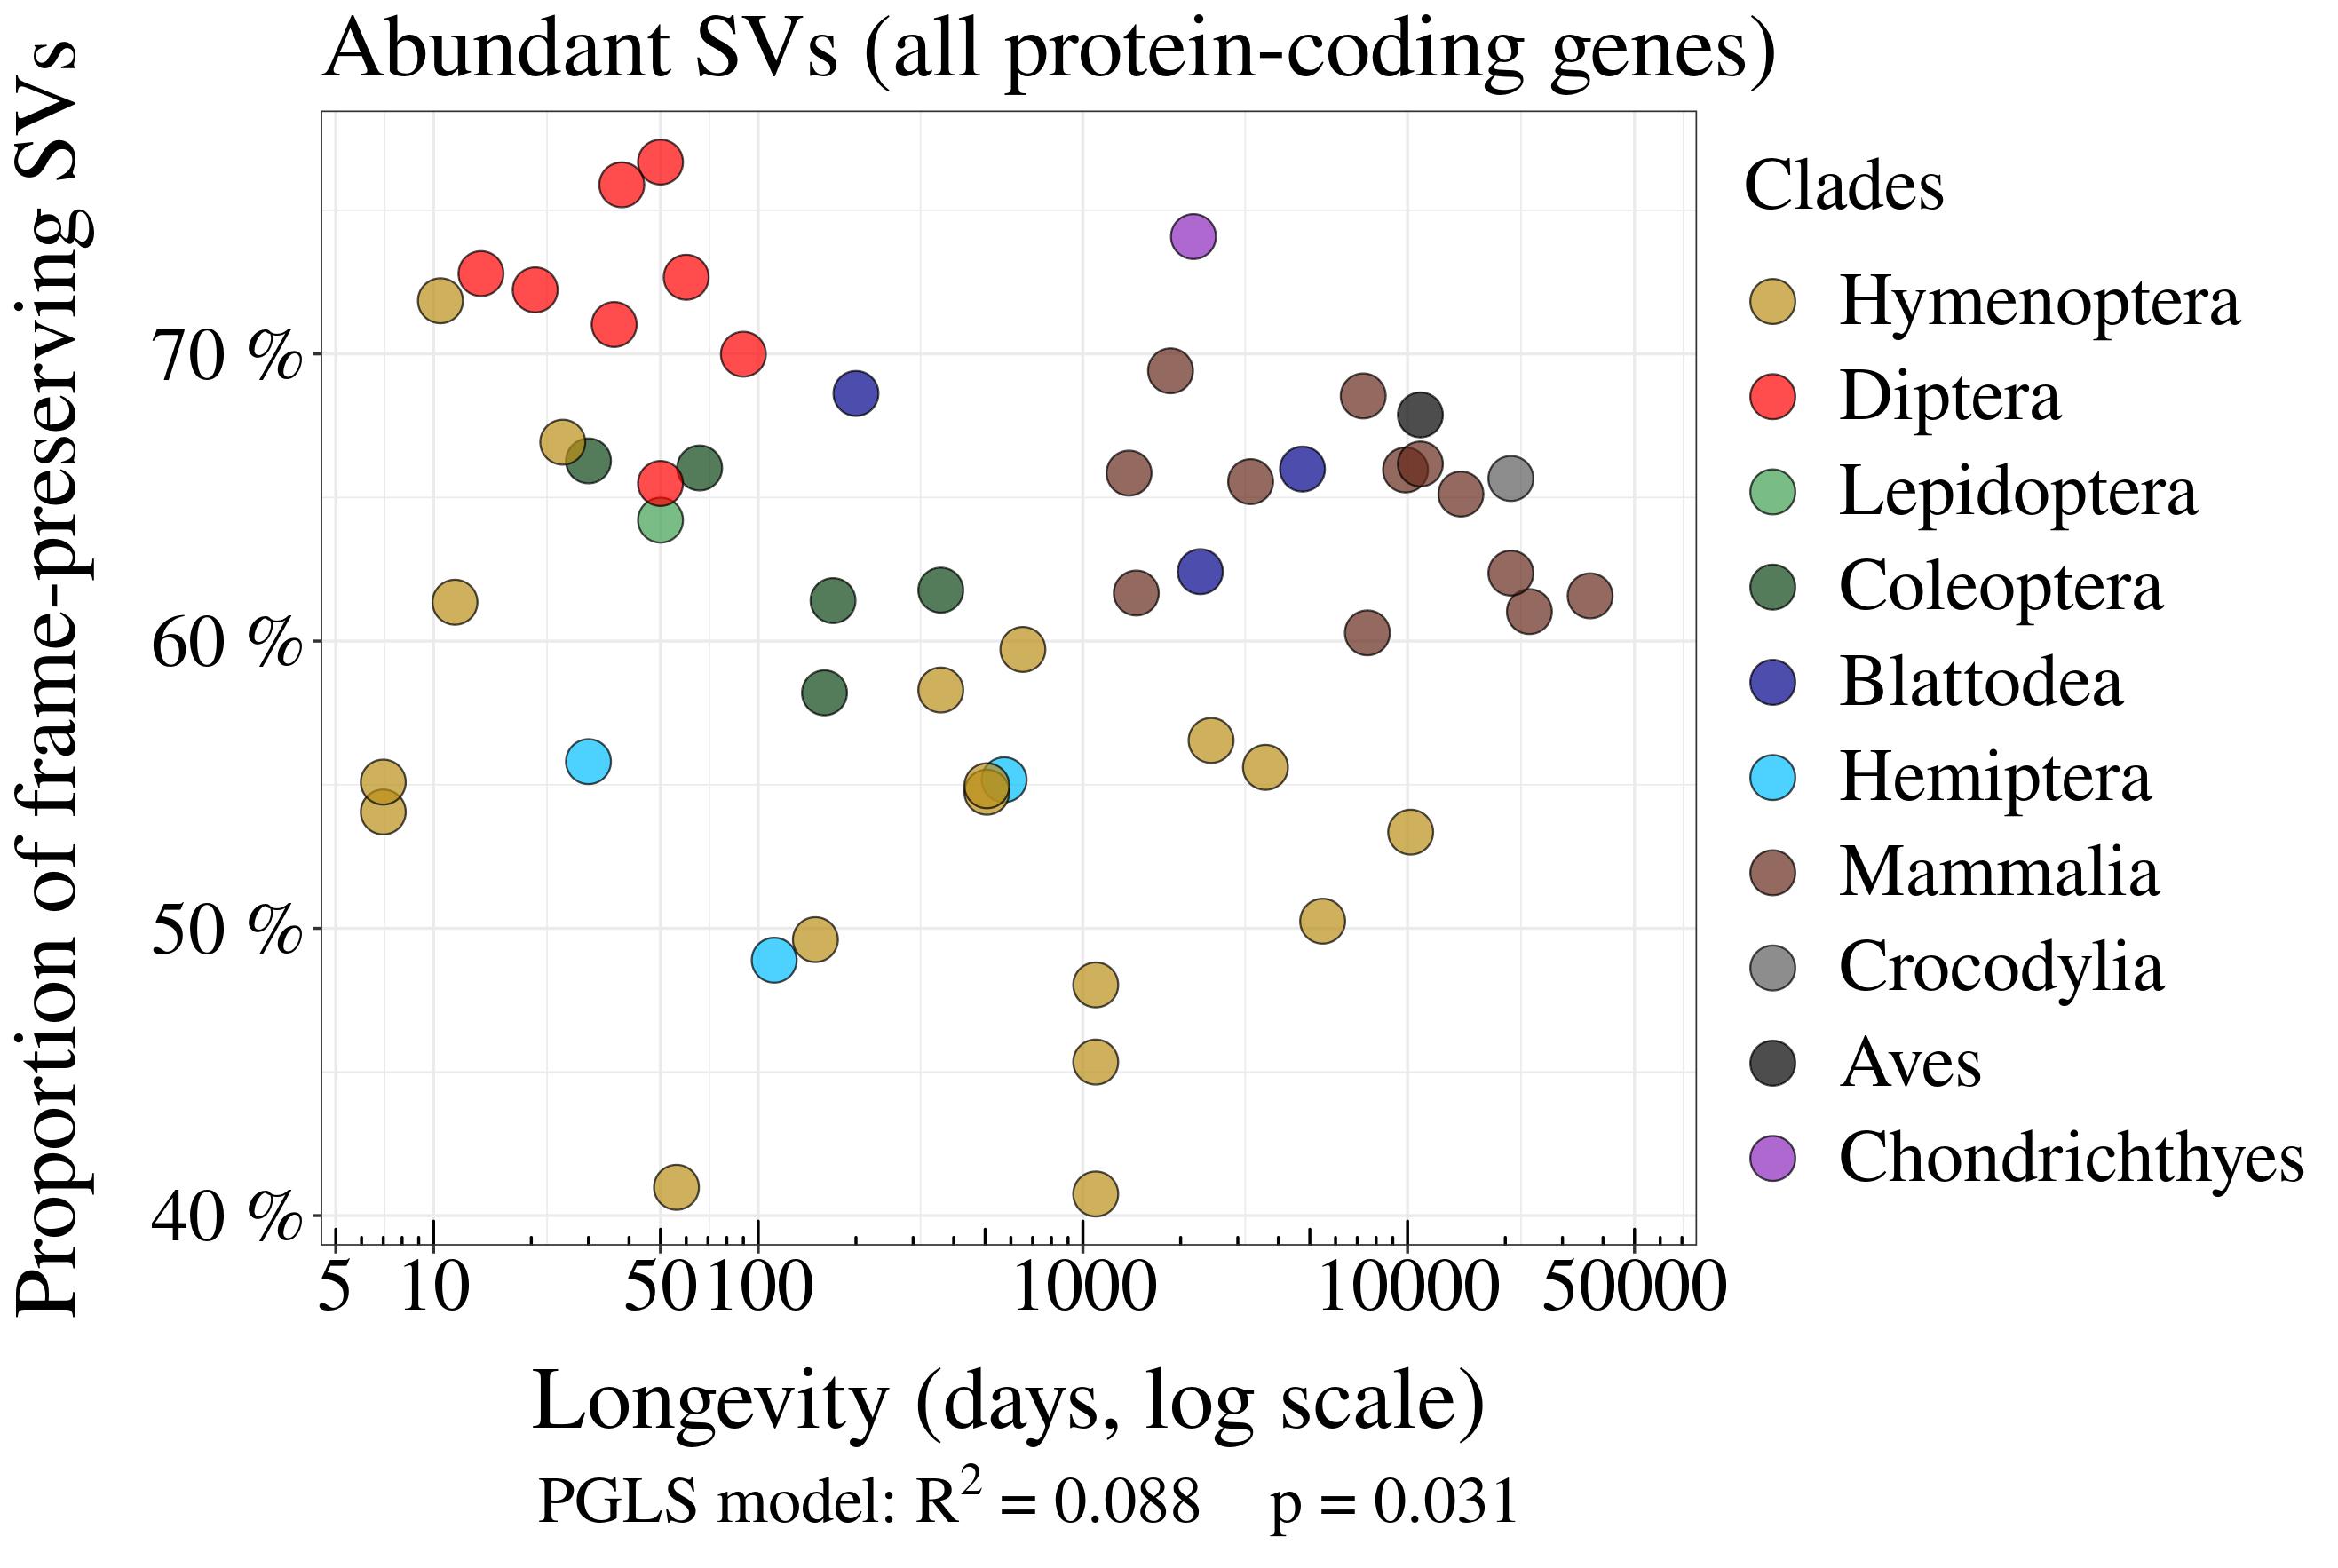 Abundant SVs (all protein-coding genes)
Proportion of frame-preserving SVs
70 %
60 %
50 %
40 %
5 10 50 100 1000 10000 50000
Longevity (days, log scale)
PGLS model: R² = 0.088 p = 0.031
Clades
Hymenoptera
Diptera
Lepidoptera
Coleoptera
Blattodea
Hemiptera
Mammalia
Crocodylia
Aves
Chondrichthyes